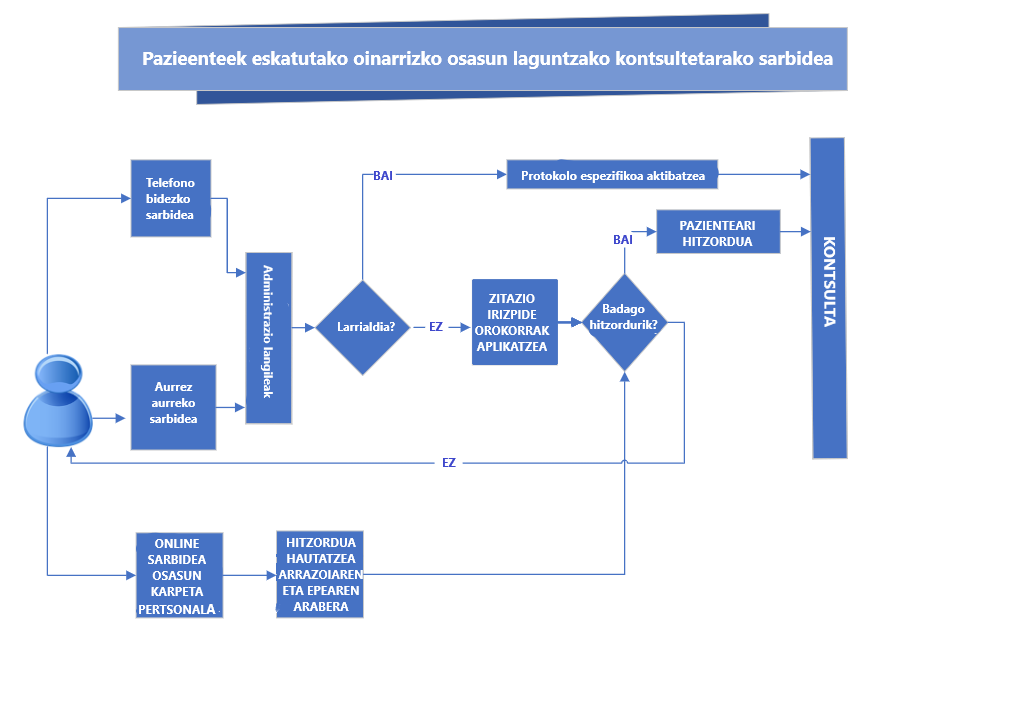 Pazieenteek eskatutako oinarrizko osasun laguntzako kontsultetarako sarbidea
Telefono
bidezko
sarbidea
Aurrez
aurreko
sarbidea
Administrazio langileak
Larrialdia?
BAI
Protokolo espezifikoa aktibatzea
EZ
ZITAZIO
IRIZPIDE
OROKORRAK
APLIKATZEA
Badago
hitzordurik?
BAI
PAZIENTEARI
HITZORDUA
KONTSULTA
EZ
ONLINE
SARBIDEA
OSASUN
KARPETA
PERTSONALA
HITZORDUA
HAUTATZEA
ARRAZOIAREN
ETA EPEAREN
ARABERA